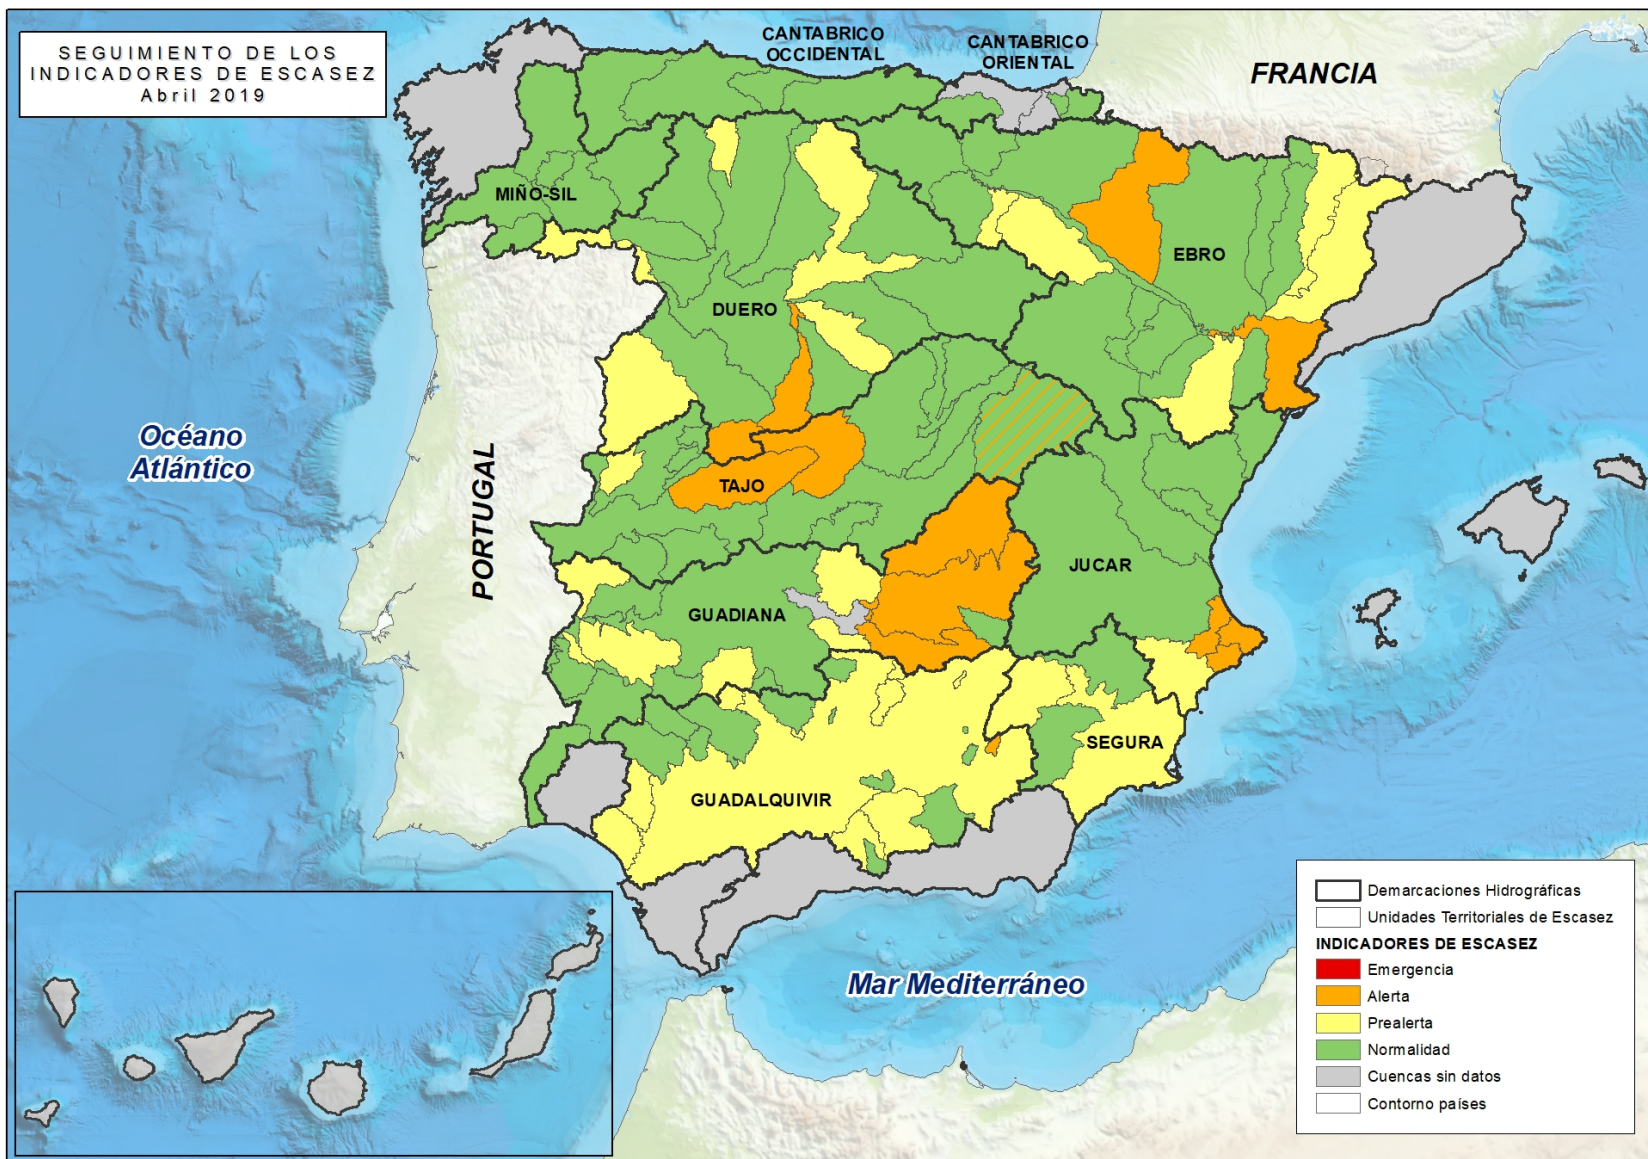 SEGUIMIENTO DE LOS
INDICADORES DE ESCASEZ
Abril 2019
CANTABRICO
OCCIDENTAL
CANTABRICO
ORIENTAL
FRANCIA
MIÑO-SIL
EBRO
DUERO
Océano
Atlántico
PORTUGAL
TAJO
JUCAR
GUADIANA
SEGURA
GUADALQUIVIR
Mar Mediterráneo
Demarcaciones Hidrográficas
Unidades Territoriales de Escasez
INDICADORES DE ESCASEZ
Emergencia
Alerta
Prealerta
Normalidad
Cuencas sin datos
Contorno países